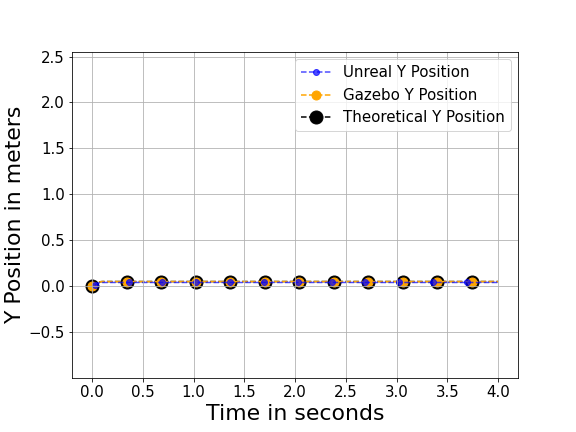 2.5
2.0
1.5
1.0
0.5
0.0
−0.5
Y Position in meters
Unreal Y Position
Gazebo Y Position
Theoretical Y Position
0.0 0.5 1.0 1.5 2.0 2.5 3.0 3.5 4.0
Time in seconds